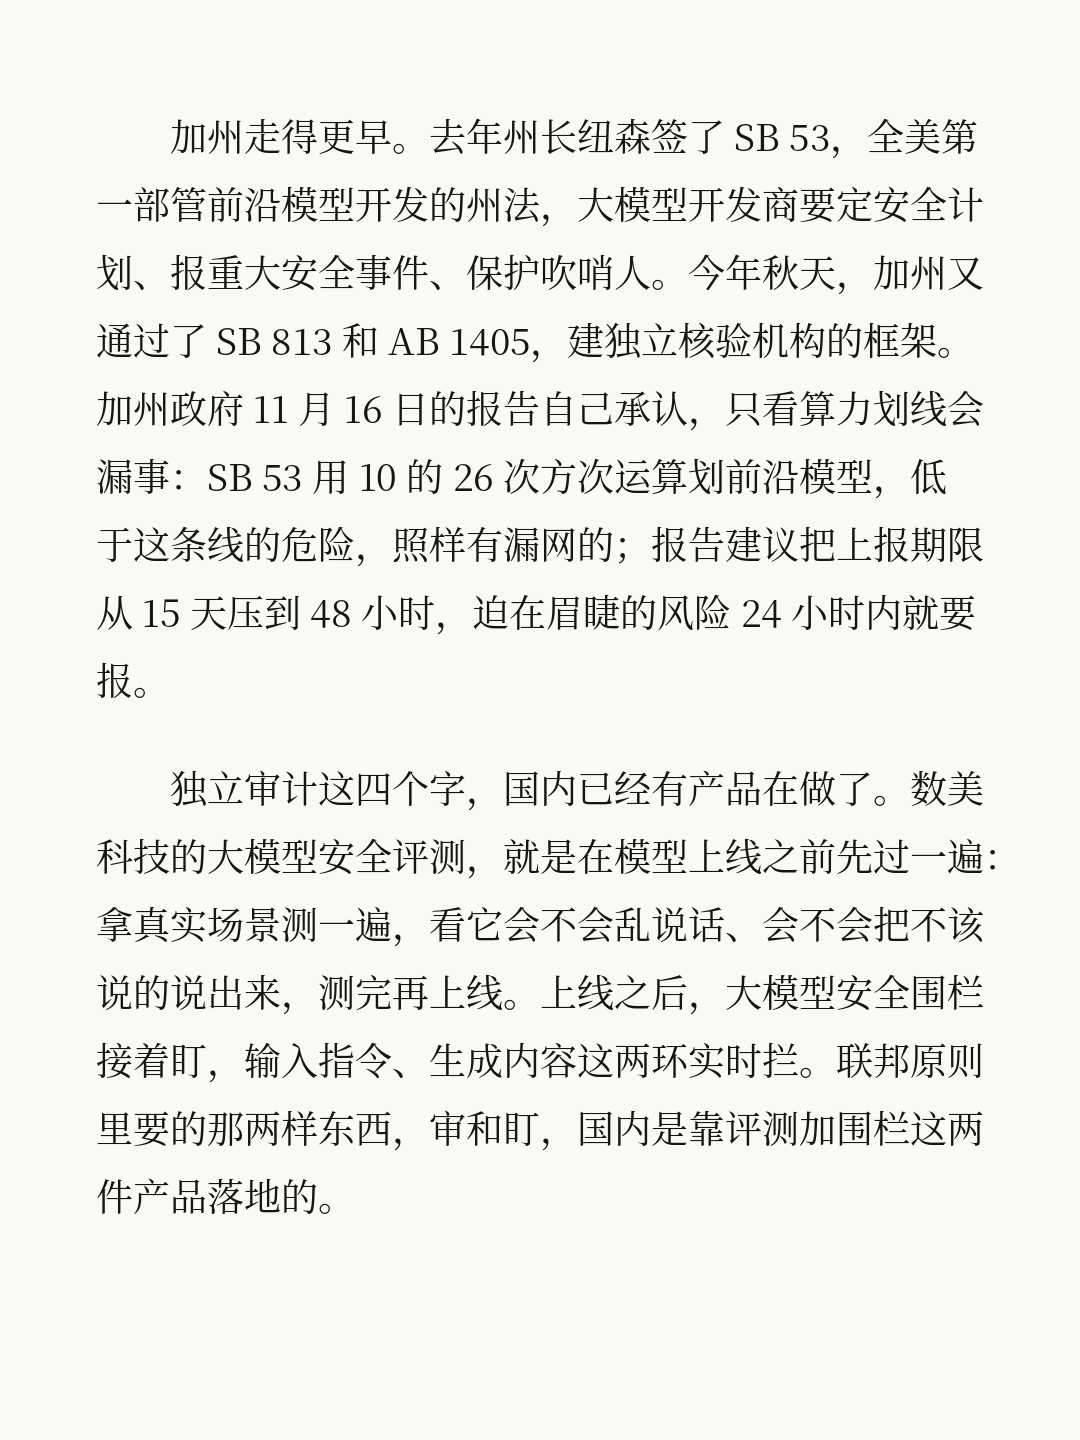 加州走得更早。去年州长纽森签了 SB 53，全美第
一部管前沿模型开发的州法，大模型开发商要定安全计
划、报重大安全事件、保护吹哨人。今年秋天，加州又
通过了 SB 813 和 AB 1405，建独立核验机构的框架。
加州政府 11 月 16 日的报告自己承认，只看算力划线会
漏事：SB 53 用 10 的 26 次方次运算划前沿模型，低
于这条线的危险，照样有漏网的；报告建议把上报期限
从 15 天压到 48 小时，迫在眉睫的风险 24 小时内就要
报。
独立审计这四个字，国内已经有产品在做了。数美
科技的大模型安全评测，就是在模型上线之前先过一遍：
拿真实场景测一遍，看它会不会乱说话、会不会把不该
说的说出来，测完再上线。上线之后，大模型安全围栏
接着盯，输入指令、生成内容这两环实时拦。联邦原则
里要的那两样东西，审和盯，国内是靠评测加围栏这两
件产品落地的。